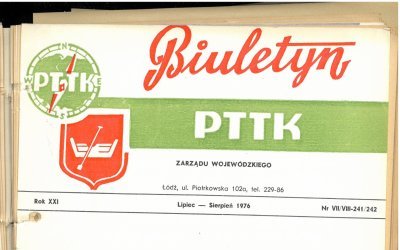 Biuletyn
N
W PTTK E
S
PTTK
ZARZĄDU WOJEWÓDZKIEGO
Łódź, ul. Piotrkowska 102a, tel. 229-86
Rok XXI Lipiec — Sierpień 1976 Nr VII/VIII-241/242